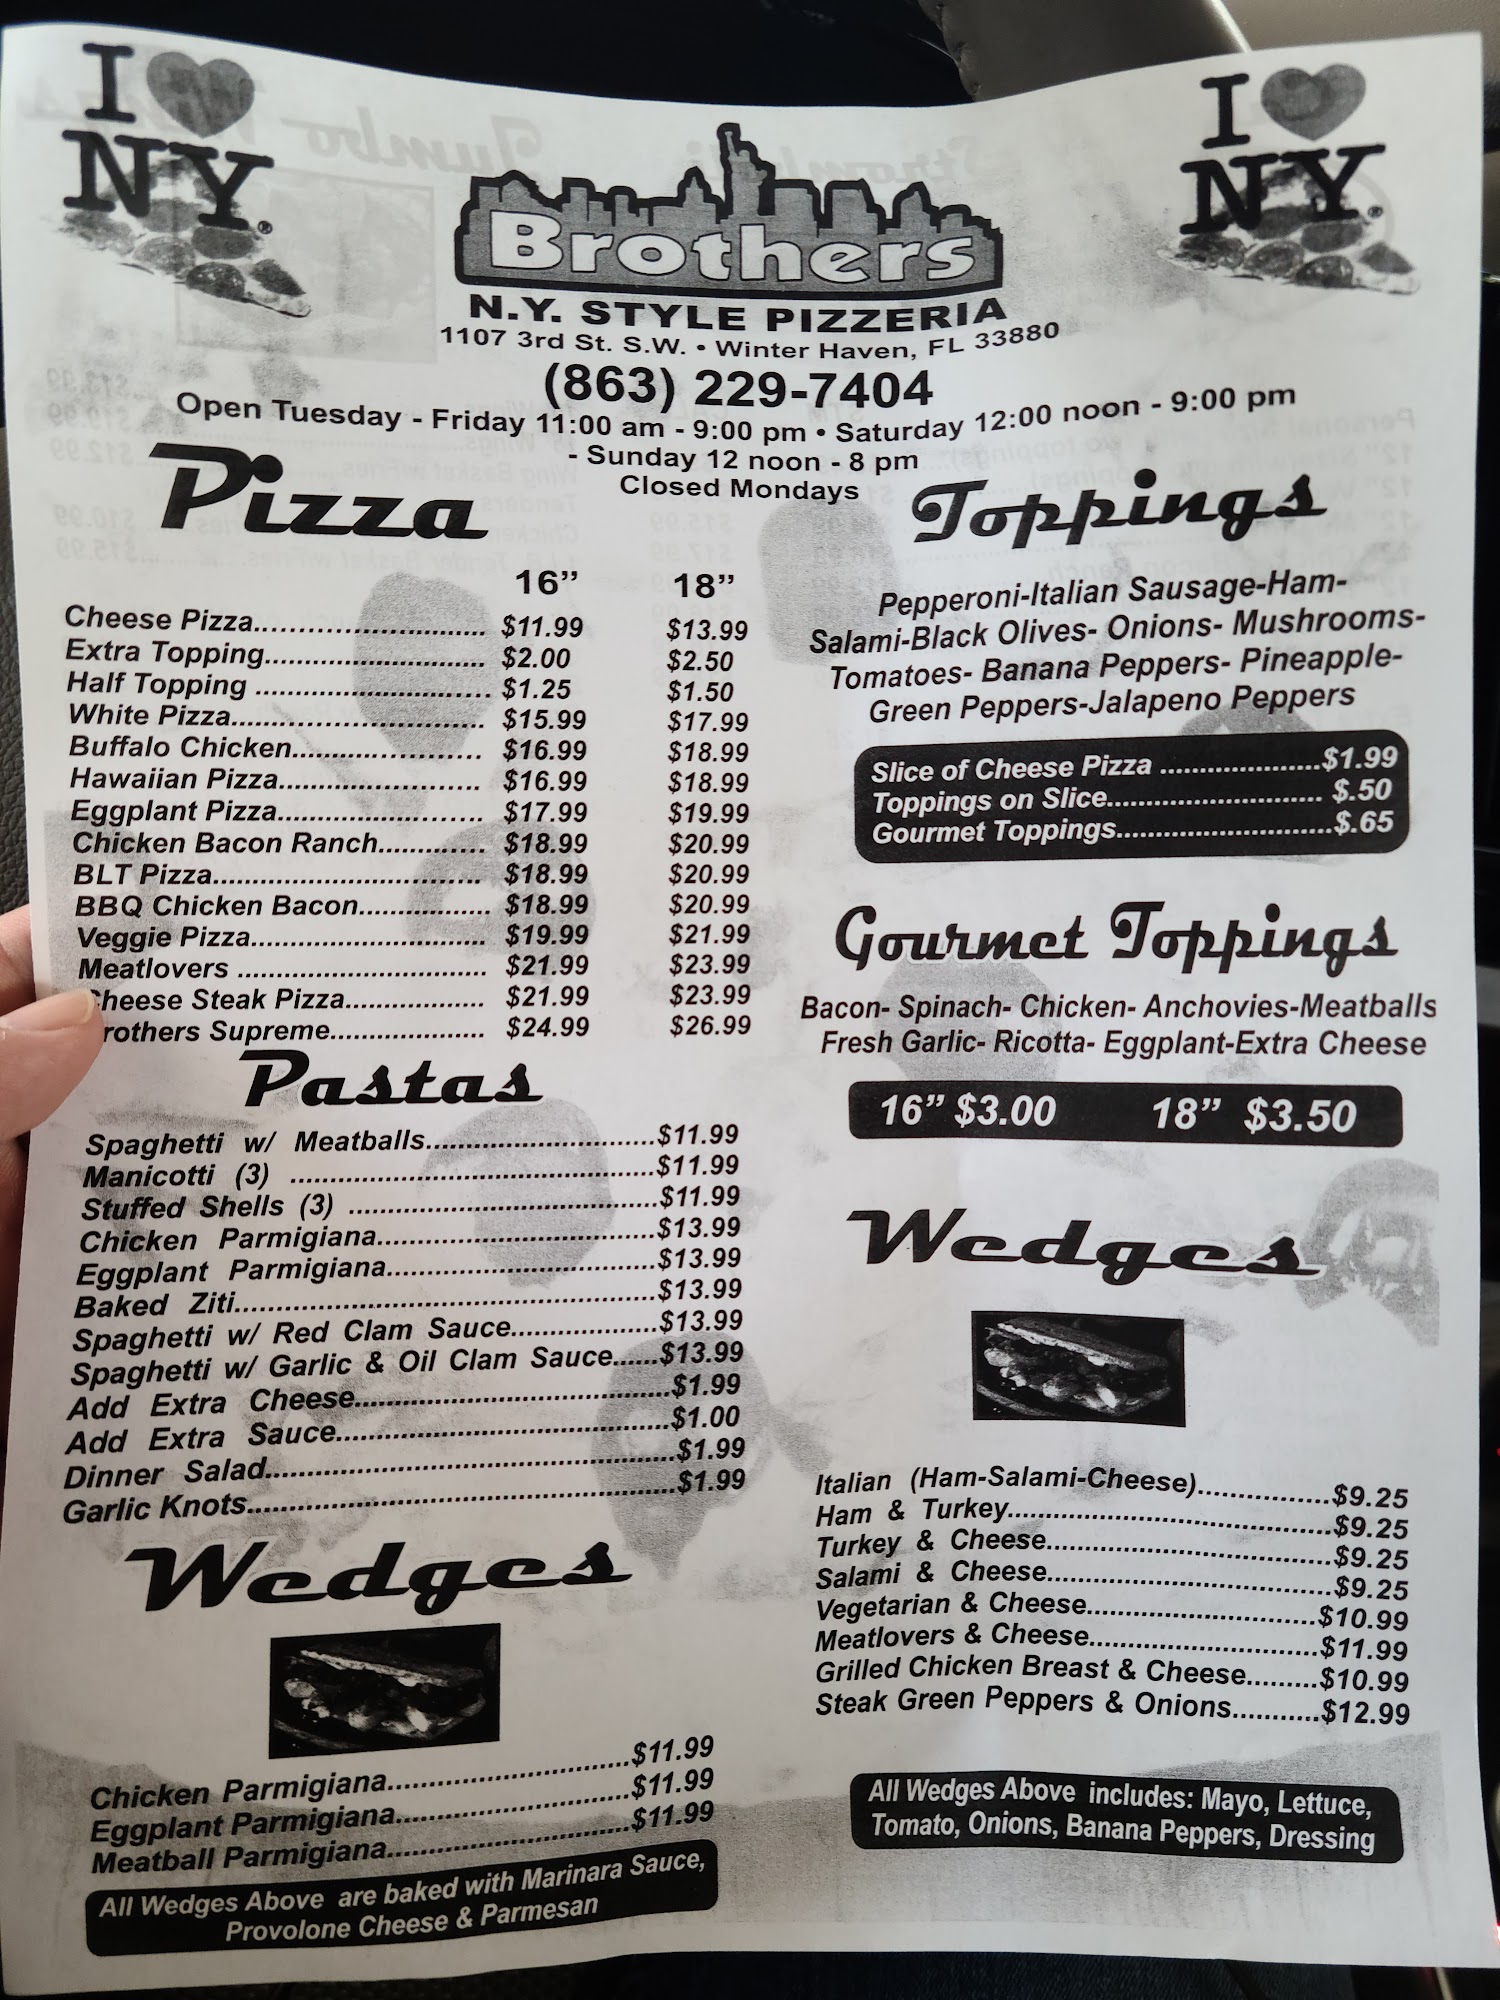 I ♥
NY®
I ♥
NY®
Brothers
N.Y. STYLE PIZZERIA
1107 3rd St. S.W. • Winter Haven, FL 33880
(863) 229-7404
Open Tuesday - Friday 11:00 am - 9:00 pm • Saturday 12:00 noon - 9:00 pm
- Sunday 12 noon - 8 pm
Closed Mondays
Pizza
16” 18”
Cheese Pizza.............................. $11.99 $13.99
Extra Topping............................. $2.00 $2.50
Half Topping .............................. $1.25 $1.50
White Pizza................................ $15.99 $17.99
Buffalo Chicken......................... $16.99 $18.99
Hawaiian Pizza.......................... $16.99 $18.99
Eggplant Pizza........................... $17.99 $19.99
Chicken Bacon Ranch............. $18.99 $20.99
BLT Pizza................................... $18.99 $20.99
BBQ Chicken Bacon................. $18.99 $20.99
Veggie Pizza.............................. $19.99 $21.99
Meatlovers ................................ $21.99 $23.99
Cheese Steak Pizza.................. $21.99 $23.99
rothers Supreme.................... $24.99 $26.99
Pastas
Spaghetti w/ Meatballs.............................$11.99
Manicotti (3) ..............................................$11.99
Stuffed Shells (3) .......................................$11.99
Chicken Parmigiana...................................$13.99
Eggplant Parmigiana..................................$13.99
Baked Ziti.....................................................$13.99
Spaghetti w/ Red Clam Sauce...................$13.99
Spaghetti w/ Garlic & Oil Clam Sauce......$13.99
Add Extra Cheese........................................$1.99
Add Extra Sauce..........................................$1.00
Dinner Salad...................................................$1.99
Garlic Knots.....................................................$1.99
Wedges
Chicken Parmigiana..............................$11.99
Eggplant Parmigiana.............................$11.99
Meatball Parmigiana..............................$11.99
All Wedges Above are baked with Marinara Sauce,
Provolone Cheese & Parmesan
Toppings
Pepperoni-Italian Sausage-Ham-
Salami-Black Olives- Onions- Mushrooms-
Tomatoes- Banana Peppers- Pineapple-
Green Peppers-Jalapeno Peppers
Slice of Cheese Pizza ......................$1.99
Toppings on Slice............................. $.50
Gourmet Toppings.............................$.65
Gourmet Toppings
Bacon- Spinach- Chicken- Anchovies-Meatballs
Fresh Garlic- Ricotta- Eggplant-Extra Cheese
16” $3.00 18” $3.50
Wedges
Italian (Ham-Salami-Cheese)................$9.25
Ham & Turkey........................................$9.25
Turkey & Cheese...................................$9.25
Salami & Cheese...................................$9.25
Vegetarian & Cheese............................$10.99
Meatlovers & Cheese............................$11.99
Grilled Chicken Breast & Cheese.........$10.99
Steak Green Peppers & Onions...........$12.99
All Wedges Above includes: Mayo, Lettuce,
Tomato, Onions, Banana Peppers, Dressing